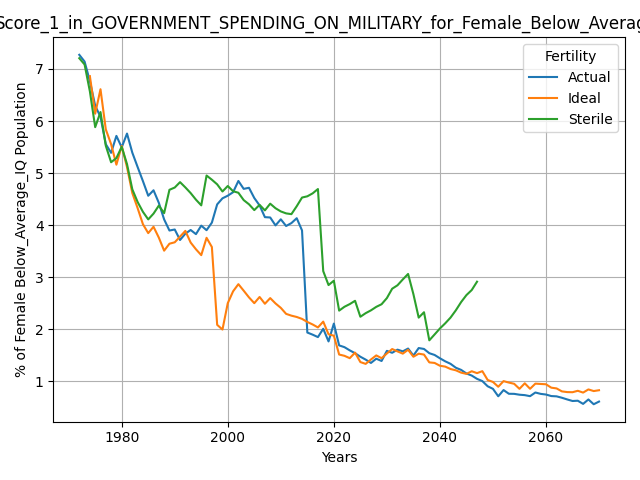 Score_1_in_GOVERNMENT_SPENDING_ON_MILITARY_for_Female_Below_Averag
Fertility
Actual
Ideal
Sterile
% of Female Below_Average_IQ Population
7
6
5
4
3
2
1
1980 2000 2020 2040 2060
Years